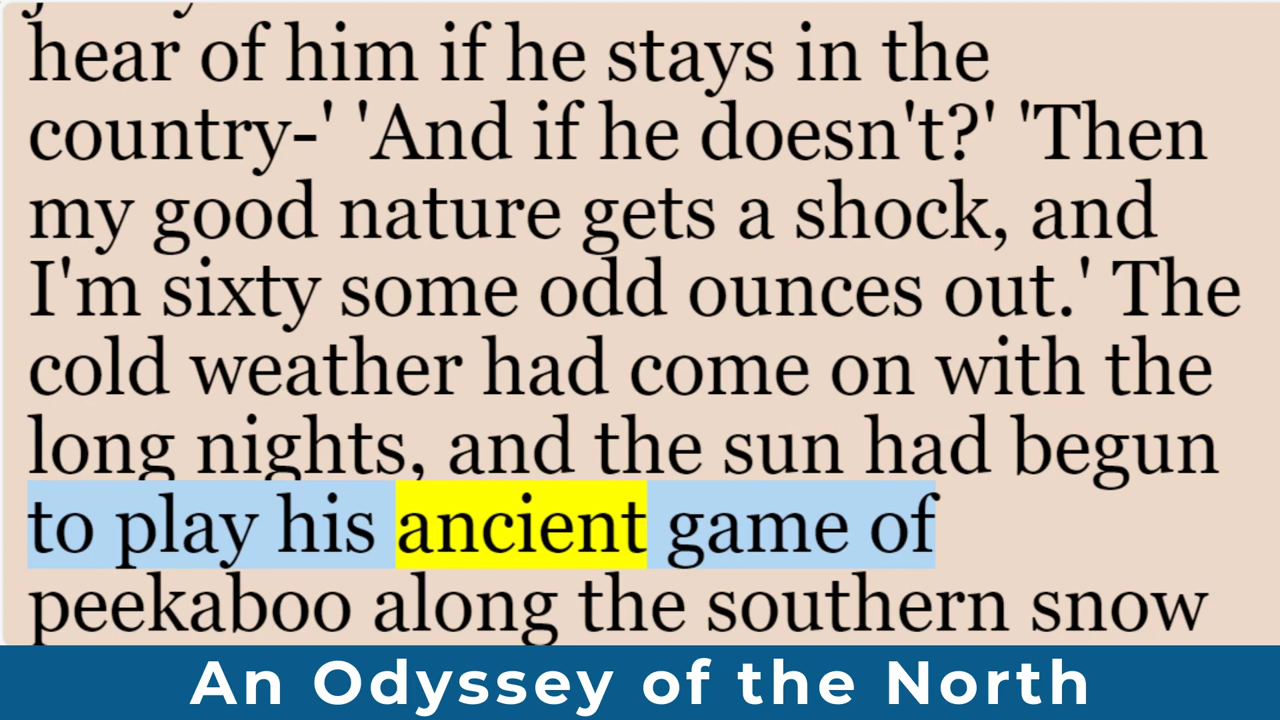 hear of him if he stays in the
country-' 'And if he doesn't?' 'Then
my good nature gets a shock, and
I'm sixty some odd ounces out.' The
cold weather had come on with the
long nights, and the sun had begun
to play his ancient game of
peekaboo along the southern snow
An Odyssey of the North